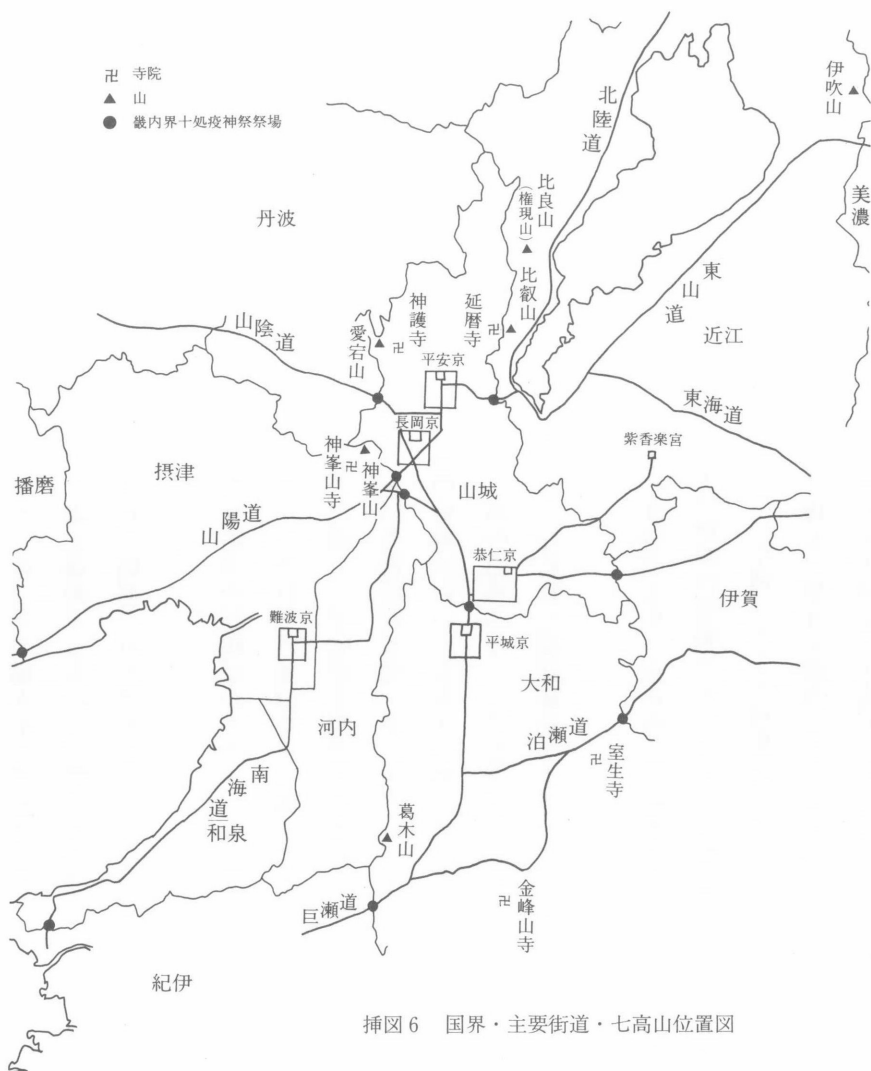 卍 寺院
▲ 山
● 畿内界十処疫神祭祭場
北陸道
伊吹山
美濃
比良山
(権現山)
丹波
比叡山
東山道
延暦寺
卍
神護寺
卍
愛宕山
山陰道
近江
平安京
東海道
長岡京
紫香楽宮
神峯山寺
卍
神峯山
播磨
摂津
山城
山陽道
恭仁京
伊賀
難波京
平城京
大和
河内
泊瀬道
室生寺
卍
南海道
和泉
葛木山
金峰山寺
卍
巨瀬道
紀伊
挿図6 国界・主要街道・七高山位置図